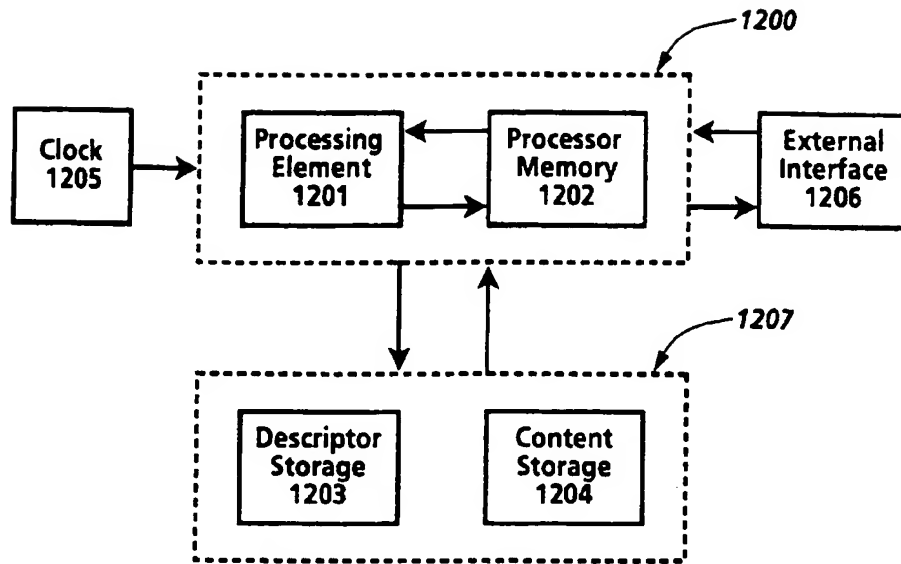 1200
Clock
1205
Processing
Element
1201
Processor
Memory
1202
External
Interface
1206
1207
Descriptor
Storage
1203
Content
Storage
1204